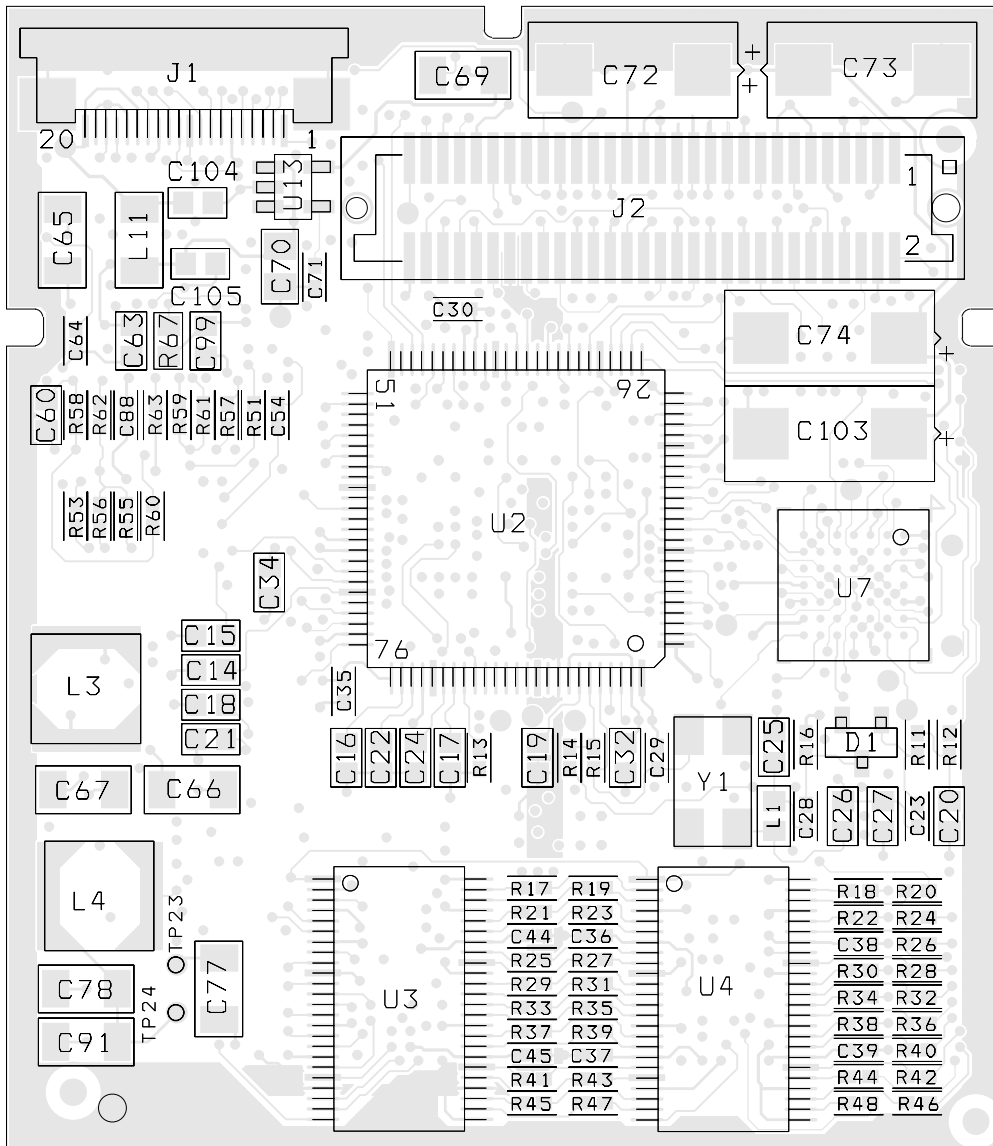 J1
C69
C72
+
+
C73
20
1
C104
U13
1
J2
2
C65
L11
C70
C71
C105
C30
C64
C63
R67
C99
C74
+
51
26
C60
R58
R62
C88
R63
R59
R61
R57
R51
C54
C103
+
R53
R56
R55
R60
U2
C34
U7
C15
76
C14
L3
C35
C18
C21
C16
C22
C24
C17
R13
C19
R14
R15
C32
C29
C25
R16
D1
R11
R12
Y1
C67
C66
L1
C28
C26
C27
C23
C20
R17 R19
R18 R20
L4
TP23
R21 R23
R22 R24
C44 C36
C38 R26
R25 R27
R30 R28
C78
C77
U3
R29 R31
U4
R34 R32
TP24
R33 R35
R38 R36
C91
R37 R39
C45 C37
C39 R40
R41 R43
R44 R42
R45 R47
R48 R46